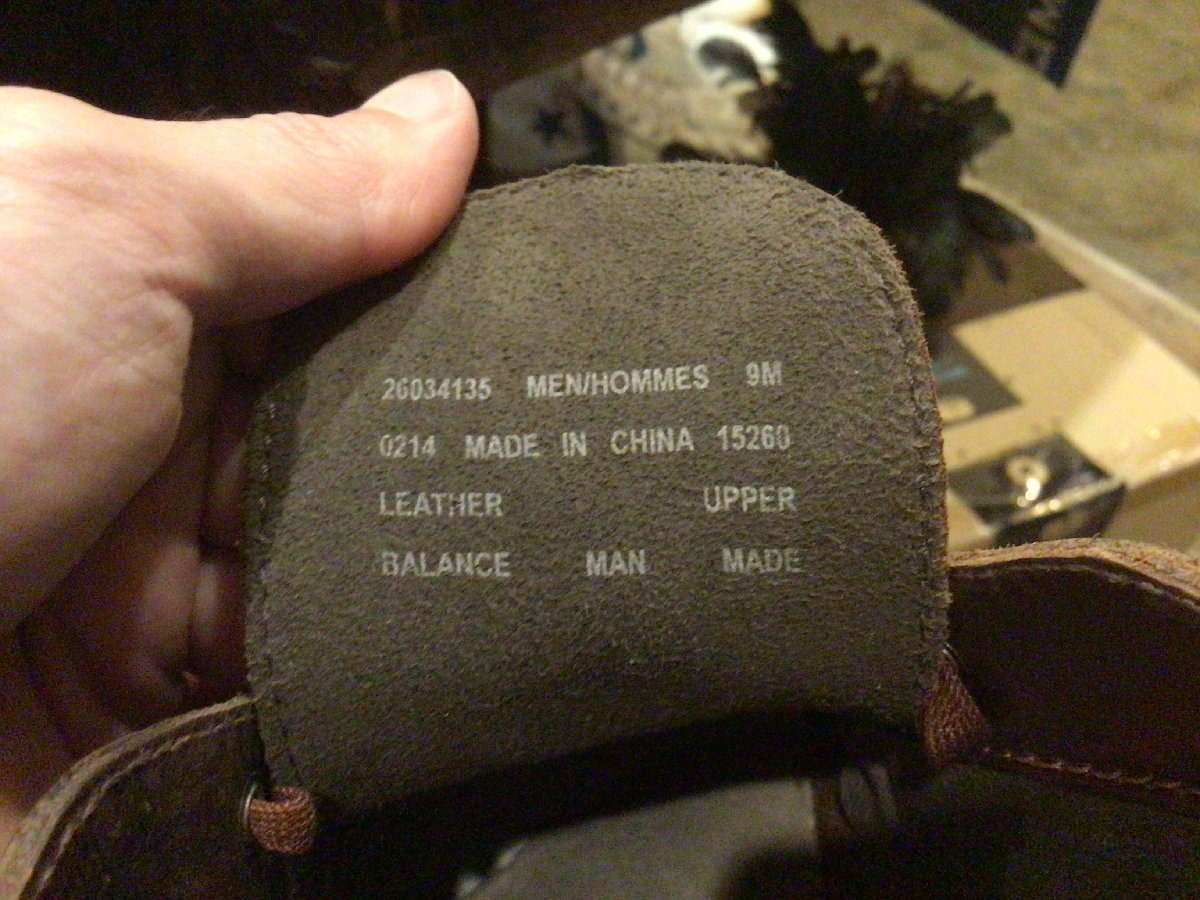 26034135 MEN/HOMMES 9M
0214 MADE IN CHINA 15260
LEATHER UPPER
BALANCE MAN MADE